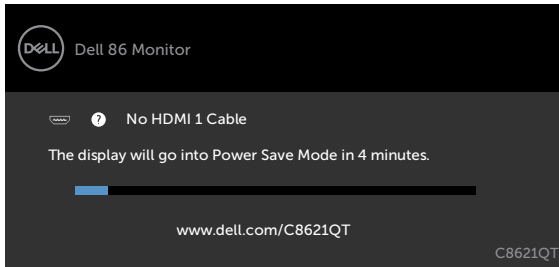 DELL
Dell 86 Monitor
? No HDMI 1 Cable
The display will go into Power Save Mode in 4 minutes.
www.dell.com/C8621QT
C8621QT